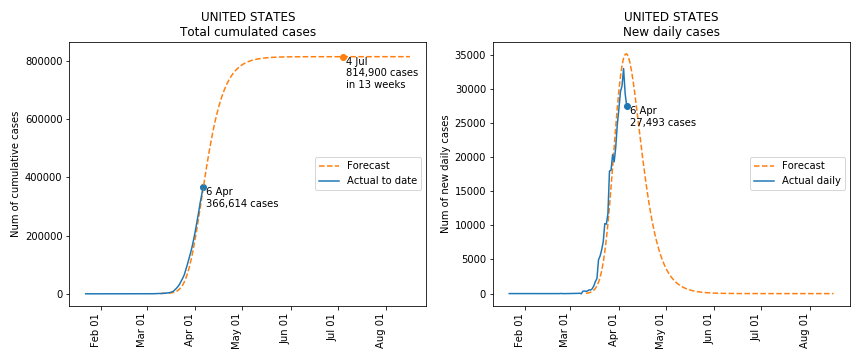 UNITED STATES
Total cumulated cases
Num of cumulative cases
800000
600000
400000
200000
0
4 Jul
814,900 cases
in 13 weeks
6 Apr
366,614 cases
Forecast
Actual to date
Feb 01
Mar 01
Apr 01
May 01
Jun 01
Jul 01
Aug 01
UNITED STATES
New daily cases
Num of new daily cases
35000
30000
25000
20000
15000
10000
5000
0
6 Apr
27,493 cases
Forecast
Actual daily
Feb 01
Mar 01
Apr 01
May 01
Jun 01
Jul 01
Aug 01